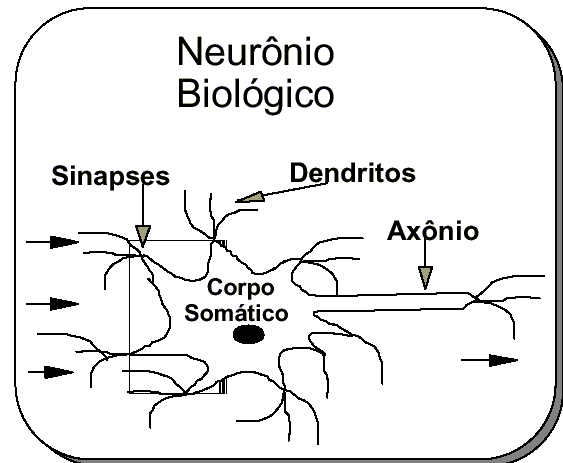 Neurônio
Biológico
Sinapses
Dendritos
Axônio
Corpo
Somático